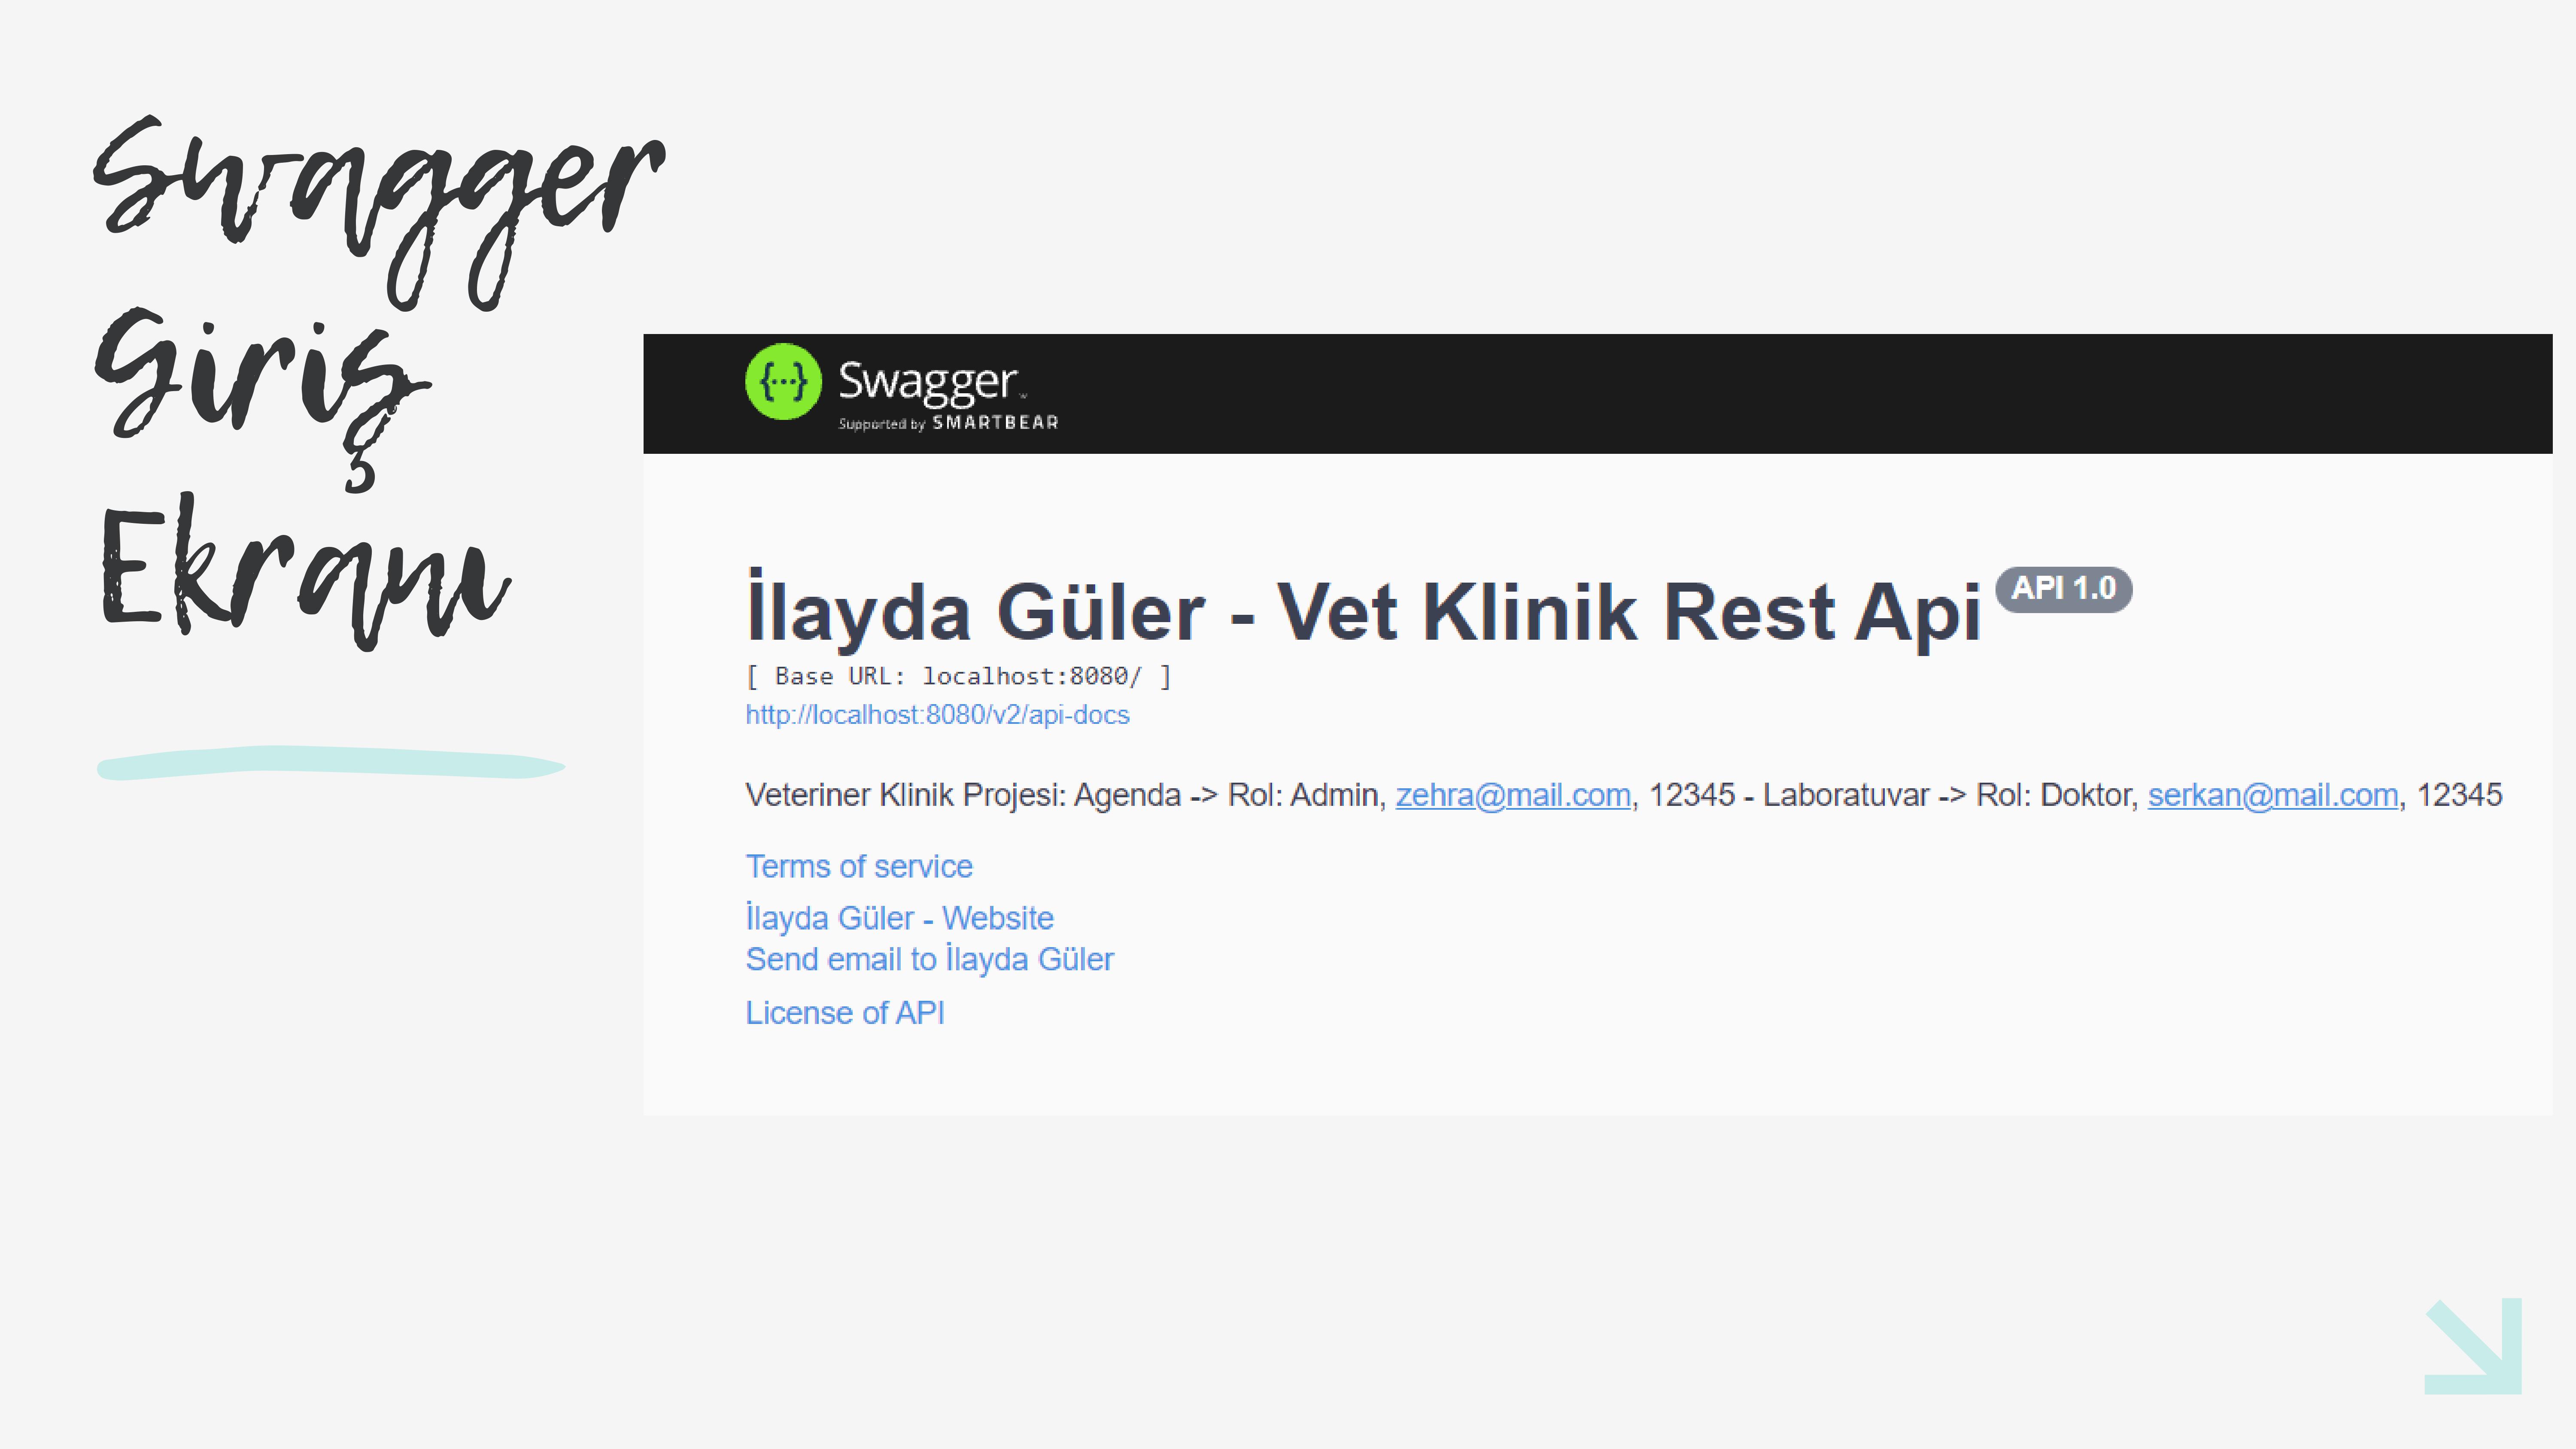 Swagger
Giriş
Ekranı
{...} Swagger
Supported by SMARTBEAR
İlayda Güler - Vet Klinik Rest Api API 1.0
[ Base URL: localhost:8080/ ]
http://localhost:8080/v2/api-docs
Veteriner Klinik Projesi: Agenda -> Rol: Admin, zehra@mail.com, 12345 - Laboratuvar -> Rol: Doktor, serkan@mail.com, 12345
Terms of service
İlayda Güler - Website
Send email to İlayda Güler
License of API